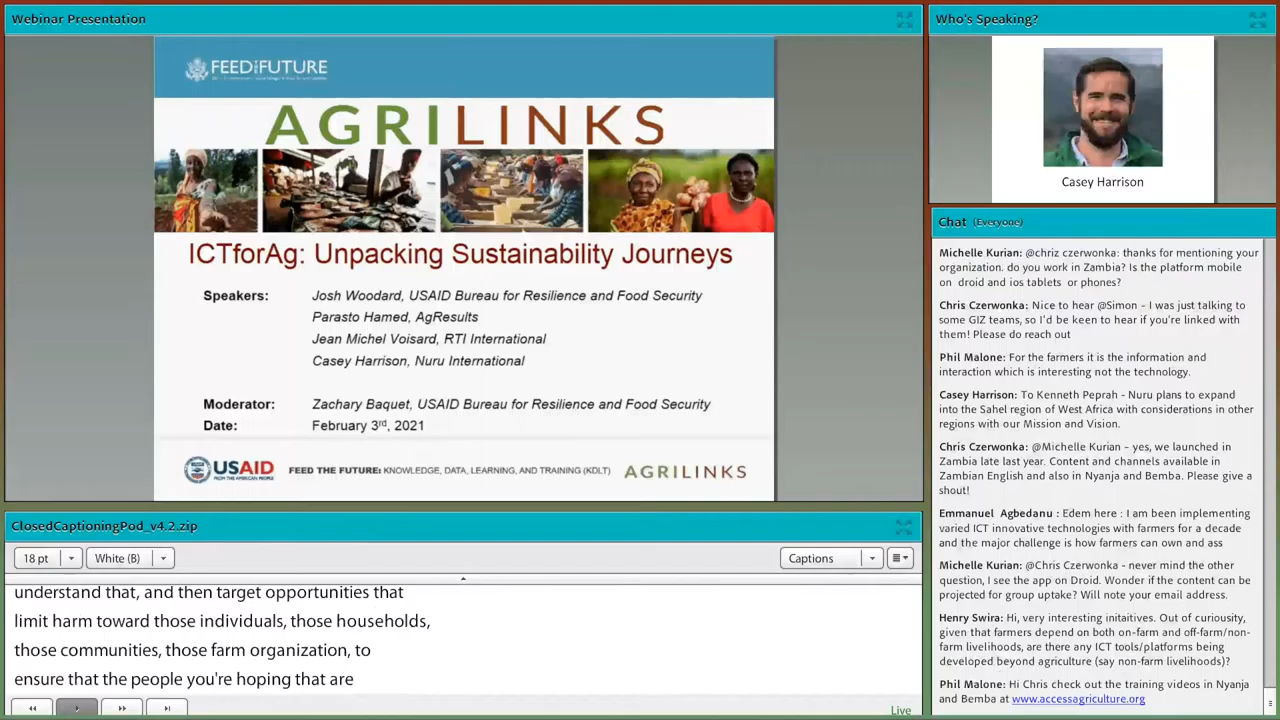 Webinar Presentation
FEED THE FUTURE
AGRILINKS
ICTforAg: Unpacking Sustainability Journeys
Speakers: Josh Woodard, USAID Bureau for Resilience and Food Security
Parasto Hamed, AgResults
Jean Michel Voisard, RTI International
Casey Harrison, Nuru International
Moderator: Zachary Baquet, USAID Bureau for Resilience and Food Security
Date: February 3rd, 2021
USAID
FROM THE AMERICAN PEOPLE
FEED THE FUTURE: KNOWLEDGE, DATA, LEARNING, AND TRAINING (KDLT)
AGRILINKS
ClosedCaptioningPod_v4.2.zip
18 pt White (B) Captions
understand that, and then target opportunities that
limit harm toward those individuals, those households,
those communities, those farm organization, to
ensure that the people you're hoping that are
Live
Who's Speaking?
Casey Harrison
Chat (Everyone)
Michelle Kurian: @chriz czerwonka: thanks for mentioning your
organization. do you work in Zambia? Is the platform mobile
on droid and ios tablets or phones?
Chris Czerwonka: Nice to hear @Simon - I was just talking to
some GIZ teams, so I'd be keen to hear if you're linked with
them! Please do reach out
Phil Malone: For the farmers it is the information and
interaction which is interesting not the technology.
Casey Harrison: To Kenneth Peprah - Nuru plans to expand
into the Sahel region of West Africa with considerations in other
regions with our Mission and Vision.
Chris Czerwonka: @Michelle Kurian - yes, we launched in
Zambia late last year. Content and channels available in
Zambian English and also in Nyanja and Bemba. Please give a
shout!
Emmanuel Agbedanu : Edem here : I am been implementing
varied ICT innovative technologies with farmers for a decade
and the major challenge is how farmers can own and ass
Michelle Kurian: @Chris Czerwonka - never mind the other
question, I see the app on Droid. Wonder if the content can be
projected for group uptake? Will note your email address.
Henry Swira: Hi, very interesting initaitives. Out of curiousity,
given that farmers depend on both on-farm and off-farm/non-
farm livelihoods, are there any ICT tools/platforms being
developed beyond agriculture (say non-farm livelihoods)?
Phil Malone: Hi Chris check out the training videos in Nyanja
and Bemba at www.accessagriculture.org